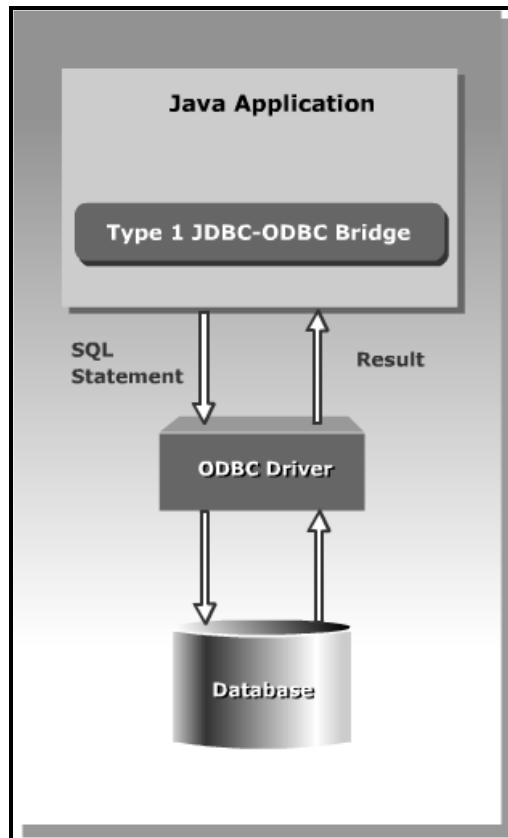 Java Application
Type 1 JDBC-ODBC Bridge
SQL
Statement
Result
ODBC Driver
Database